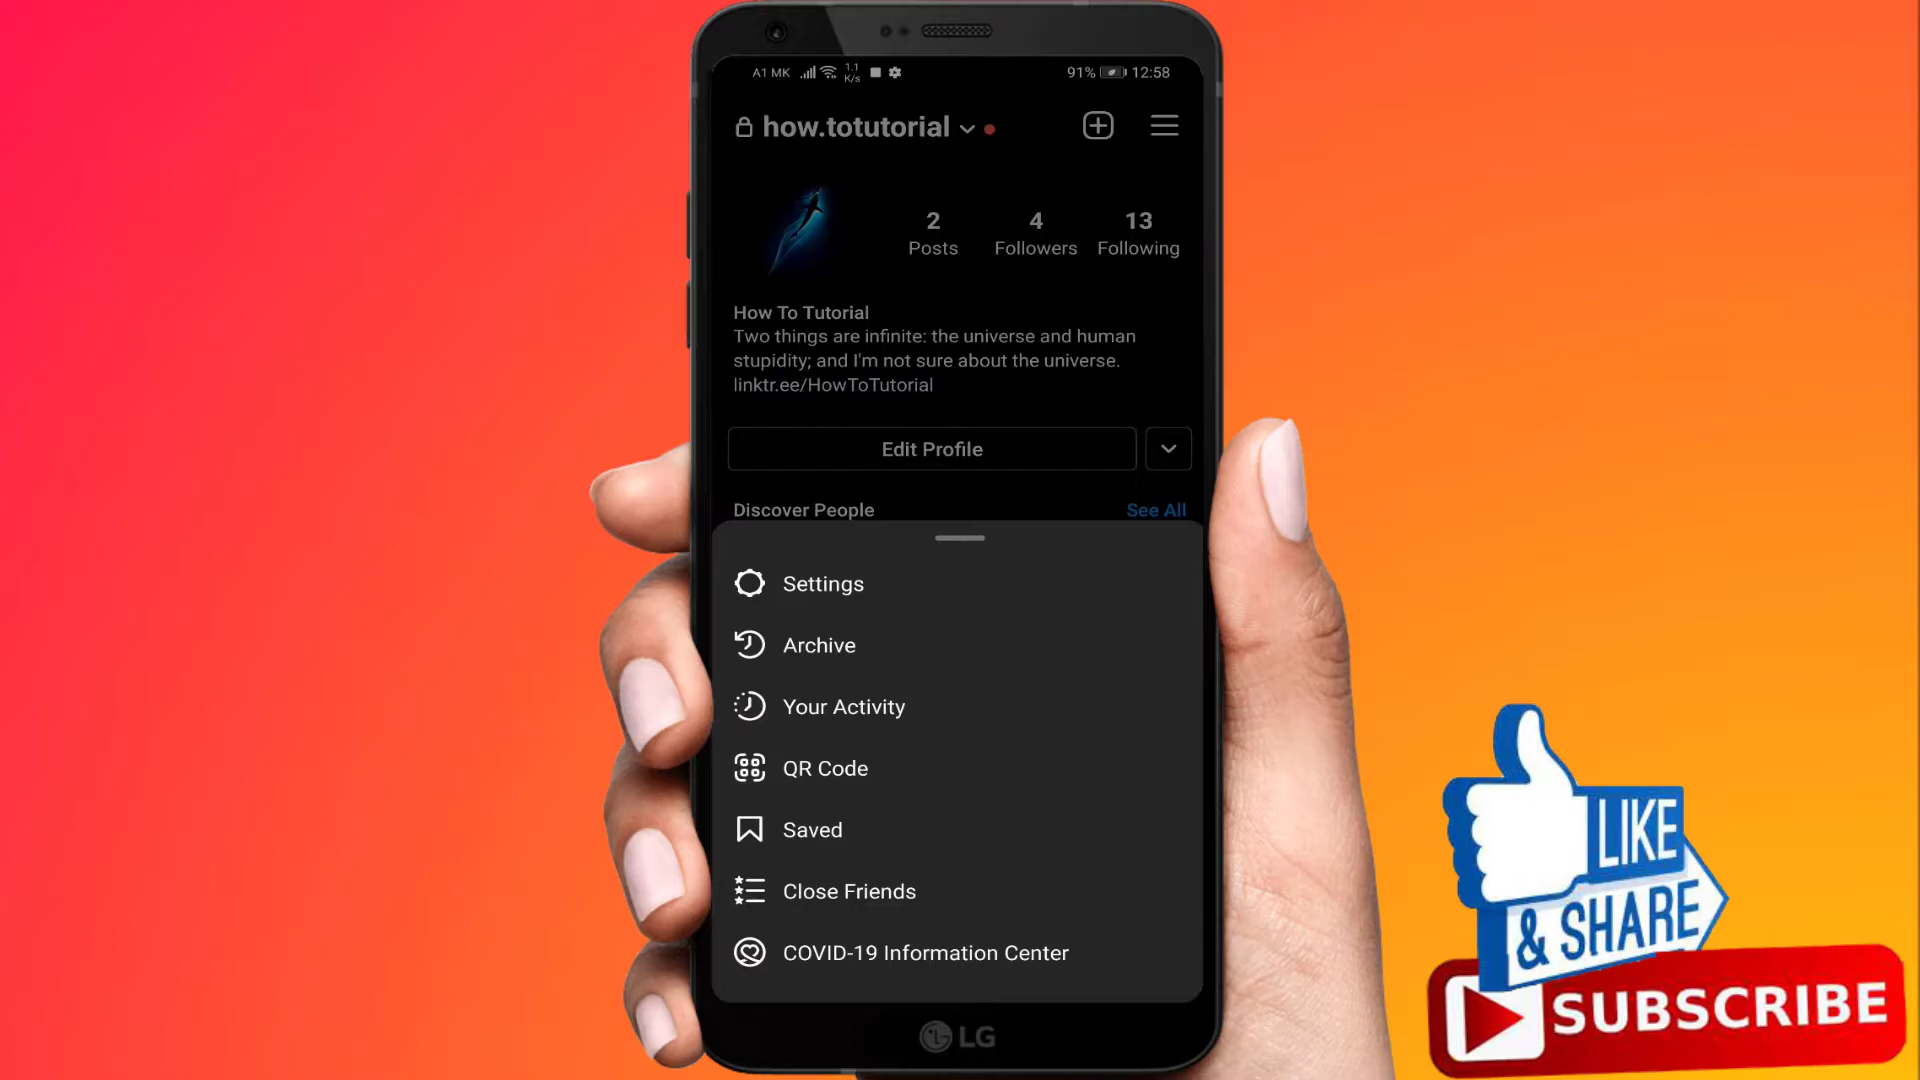 A1 MK 1.1 K/s 91% 12:58
how.totutorial
2 4 13
Posts Followers Following
How To Tutorial
Two things are infinite: the universe and human
stupidity; and I'm not sure about the universe.
linktr.ee/HowToTutorial
Edit Profile
Discover People See All
Settings
Archive
Your Activity
QR Code
Saved
Close Friends
COVID-19 Information Center
LG
LIKE
& SHARE
SUBSCRIBE